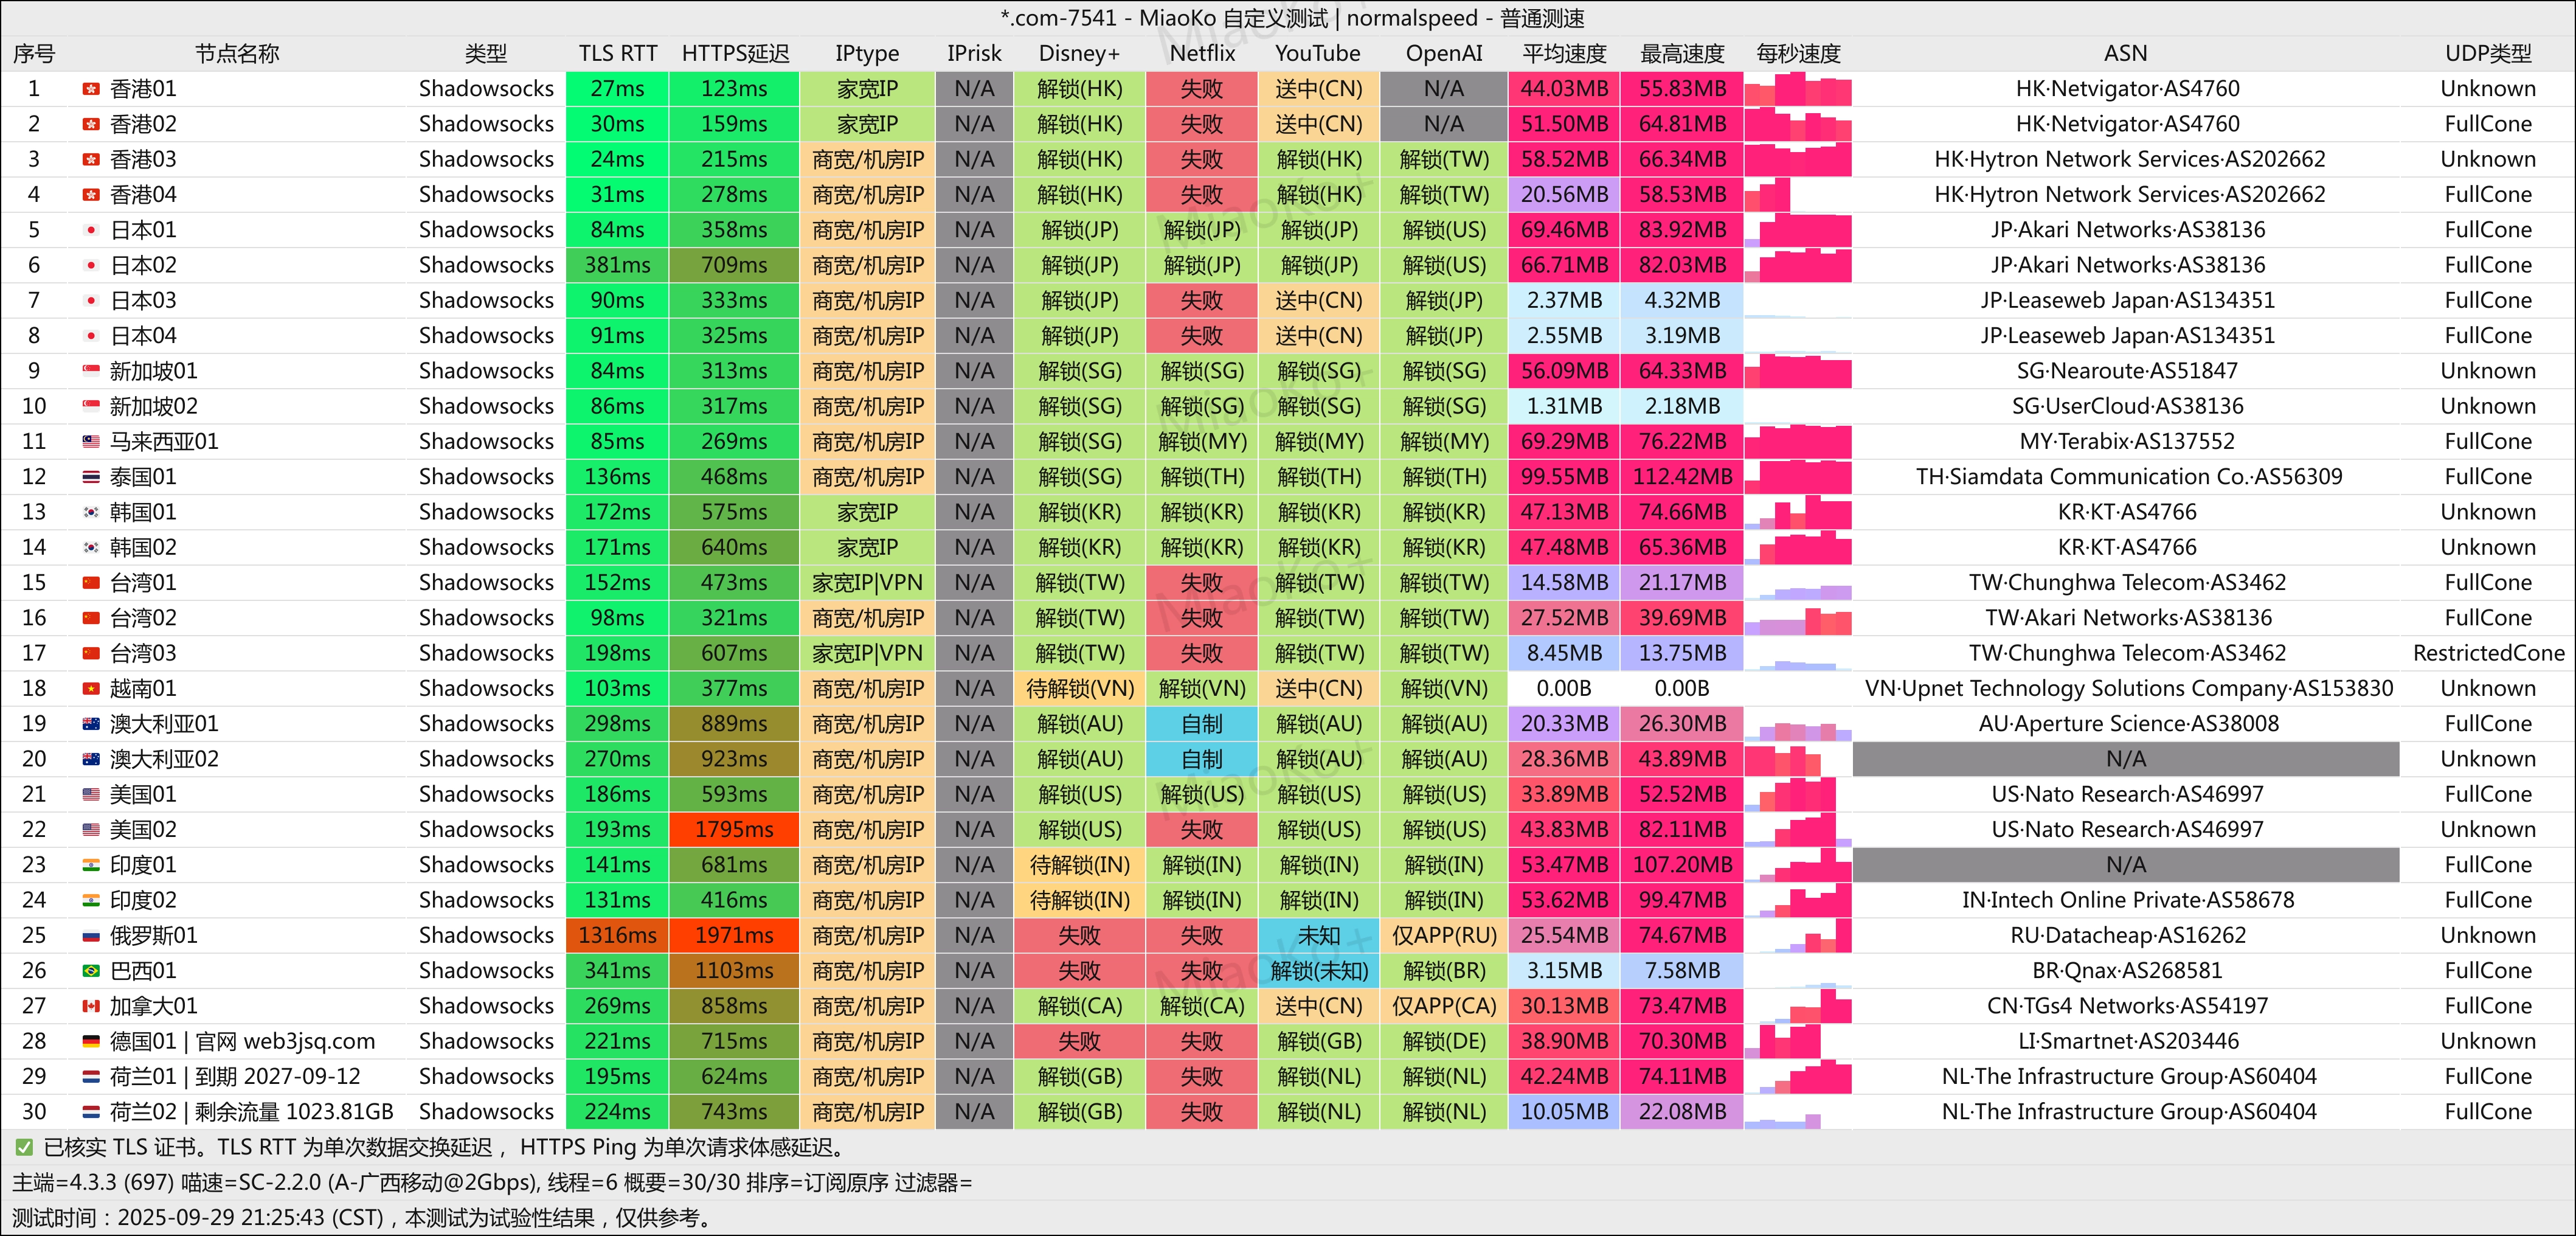 *.com-7541 - MiaoKo 自定义测试 | normalspeed - 普通测速
序号 节点名称 类型 TLS RTT HTTPS延迟 IPtype IPrisk Disney+ Netflix YouTube OpenAI 平均速度 最高速度 每秒速度 ASN UDP类型
1 香港01 Shadowsocks 27ms 123ms 家宽IP N/A 解锁(HK) 失败 送中(CN) N/A 44.03MB 55.83MB HK·Netvigator·AS4760 Unknown
2 香港02 Shadowsocks 30ms 159ms 家宽IP N/A 解锁(HK) 失败 送中(CN) N/A 51.50MB 64.81MB HK·Netvigator·AS4760 FullCone
3 香港03 Shadowsocks 24ms 215ms 商宽/机房IP N/A 解锁(HK) 失败 解锁(HK) 解锁(TW) 58.52MB 66.34MB HK·Hytron Network Services·AS202662 Unknown
4 香港04 Shadowsocks 31ms 278ms 商宽/机房IP N/A 解锁(HK) 失败 解锁(HK) 解锁(TW) 20.56MB 58.53MB HK·Hytron Network Services·AS202662 FullCone
5 日本01 Shadowsocks 84ms 358ms 商宽/机房IP N/A 解锁(JP) 解锁(JP) 解锁(JP) 解锁(US) 69.46MB 83.92MB JP·Akari Networks·AS38136 FullCone
6 日本02 Shadowsocks 381ms 709ms 商宽/机房IP N/A 解锁(JP) 解锁(JP) 解锁(JP) 解锁(US) 66.71MB 82.03MB JP·Akari Networks·AS38136 FullCone
7 日本03 Shadowsocks 90ms 333ms 商宽/机房IP N/A 解锁(JP) 失败 送中(CN) 解锁(JP) 2.37MB 4.32MB JP·Leaseweb Japan·AS134351 FullCone
8 日本04 Shadowsocks 91ms 325ms 商宽/机房IP N/A 解锁(JP) 失败 送中(CN) 解锁(JP) 2.55MB 3.19MB JP·Leaseweb Japan·AS134351 FullCone
9 新加坡01 Shadowsocks 84ms 313ms 商宽/机房IP N/A 解锁(SG) 解锁(SG) 解锁(SG) 解锁(SG) 56.09MB 64.33MB SG·Nearoute·AS51847 Unknown
10 新加坡02 Shadowsocks 86ms 317ms 商宽/机房IP N/A 解锁(SG) 解锁(SG) 解锁(SG) 解锁(SG) 1.31MB 2.18MB SG·UserCloud·AS38136 Unknown
11 马来西亚01 Shadowsocks 85ms 269ms 商宽/机房IP N/A 解锁(SG) 解锁(MY) 解锁(MY) 解锁(MY) 69.29MB 76.22MB MY·Terabix·AS137552 FullCone
12 泰国01 Shadowsocks 136ms 468ms 商宽/机房IP N/A 解锁(SG) 解锁(TH) 解锁(TH) 解锁(TH) 99.55MB 112.42MB TH·Siamdata Communication Co.·AS56309 FullCone
13 韩国01 Shadowsocks 172ms 575ms 家宽IP N/A 解锁(KR) 解锁(KR) 解锁(KR) 解锁(KR) 47.13MB 74.66MB KR·KT·AS4766 Unknown
14 韩国02 Shadowsocks 171ms 640ms 家宽IP N/A 解锁(KR) 解锁(KR) 解锁(KR) 解锁(KR) 47.48MB 65.36MB KR·KT·AS4766 Unknown
15 台湾01 Shadowsocks 152ms 473ms 家宽IP|VPN N/A 解锁(TW) 失败 解锁(TW) 解锁(TW) 14.58MB 21.17MB TW·Chunghwa Telecom·AS3462 FullCone
16 台湾02 Shadowsocks 98ms 321ms 商宽/机房IP N/A 解锁(TW) 失败 解锁(TW) 解锁(TW) 27.52MB 39.69MB TW·Akari Networks·AS38136 FullCone
17 台湾03 Shadowsocks 198ms 607ms 家宽IP|VPN N/A 解锁(TW) 失败 解锁(TW) 解锁(TW) 8.45MB 13.75MB TW·Chunghwa Telecom·AS3462 RestrictedCone
18 越南01 Shadowsocks 103ms 377ms 商宽/机房IP N/A 待解锁(VN) 解锁(VN) 送中(CN) 解锁(VN) 0.00B 0.00B VN·Upnet Technology Solutions Company·AS153830 Unknown
19 澳大利亚01 Shadowsocks 298ms 889ms 商宽/机房IP N/A 解锁(AU) 自制 解锁(AU) 解锁(AU) 20.33MB 26.30MB AU·Aperture Science·AS38008 FullCone
20 澳大利亚02 Shadowsocks 270ms 923ms 商宽/机房IP N/A 解锁(AU) 自制 解锁(AU) 解锁(AU) 28.36MB 43.89MB N/A Unknown
21 美国01 Shadowsocks 186ms 593ms 商宽/机房IP N/A 解锁(US) 解锁(US) 解锁(US) 解锁(US) 33.89MB 52.52MB US·Nato Research·AS46997 FullCone
22 美国02 Shadowsocks 193ms 1795ms 商宽/机房IP N/A 解锁(US) 失败 解锁(US) 解锁(US) 43.83MB 82.11MB US·Nato Research·AS46997 Unknown
23 印度01 Shadowsocks 141ms 681ms 商宽/机房IP N/A 待解锁(IN) 解锁(IN) 解锁(IN) 解锁(IN) 53.47MB 107.20MB N/A FullCone
24 印度02 Shadowsocks 131ms 416ms 商宽/机房IP N/A 待解锁(IN) 解锁(IN) 解锁(IN) 解锁(IN) 53.62MB 99.47MB IN·Intech Online Private·AS58678 FullCone
25 俄罗斯01 Shadowsocks 1316ms 1971ms 商宽/机房IP N/A 失败 失败 未知 仅APP(RU) 25.54MB 74.67MB RU·Datacheap·AS16262 Unknown
26 巴西01 Shadowsocks 341ms 1103ms 商宽/机房IP N/A 失败 失败 解锁(未知) 解锁(BR) 3.15MB 7.58MB BR·Qnax·AS268581 FullCone
27 加拿大01 Shadowsocks 269ms 858ms 商宽/机房IP N/A 解锁(CA) 解锁(CA) 送中(CN) 仅APP(CA) 30.13MB 73.47MB CN·TGs4 Networks·AS54197 FullCone
28 德国01 | 官网 web3jsq.com Shadowsocks 221ms 715ms 商宽/机房IP N/A 失败 失败 解锁(GB) 解锁(DE) 38.90MB 70.30MB LI·Smartnet·AS203446 Unknown
29 荷兰01 | 到期 2027-09-12 Shadowsocks 195ms 624ms 商宽/机房IP N/A 解锁(GB) 失败 解锁(NL) 解锁(NL) 42.24MB 74.11MB NL·The Infrastructure Group·AS60404 FullCone
30 荷兰02 | 剩余流量 1023.81GB Shadowsocks 224ms 743ms 商宽/机房IP N/A 解锁(GB) 失败 解锁(NL) 解锁(NL) 10.05MB 22.08MB NL·The Infrastructure Group·AS60404 FullCone
✅ 已核实 TLS 证书。TLS RTT 为单次数据交换延迟， HTTPS Ping 为单次请求体感延迟。
主端=4.3.3 (697) 喵速=SC-2.2.0 (A-广西移动@2Gbps), 线程=6 概要=30/30 排序=订阅原序 过滤器=
测试时间：2025-09-29 21:25:43 (CST)，本测试为试验性结果，仅供参考。
MiaoKo+
MiaoKo+
MiaoKo+
MiaoKo+
MiaoKo+
MiaoKo+